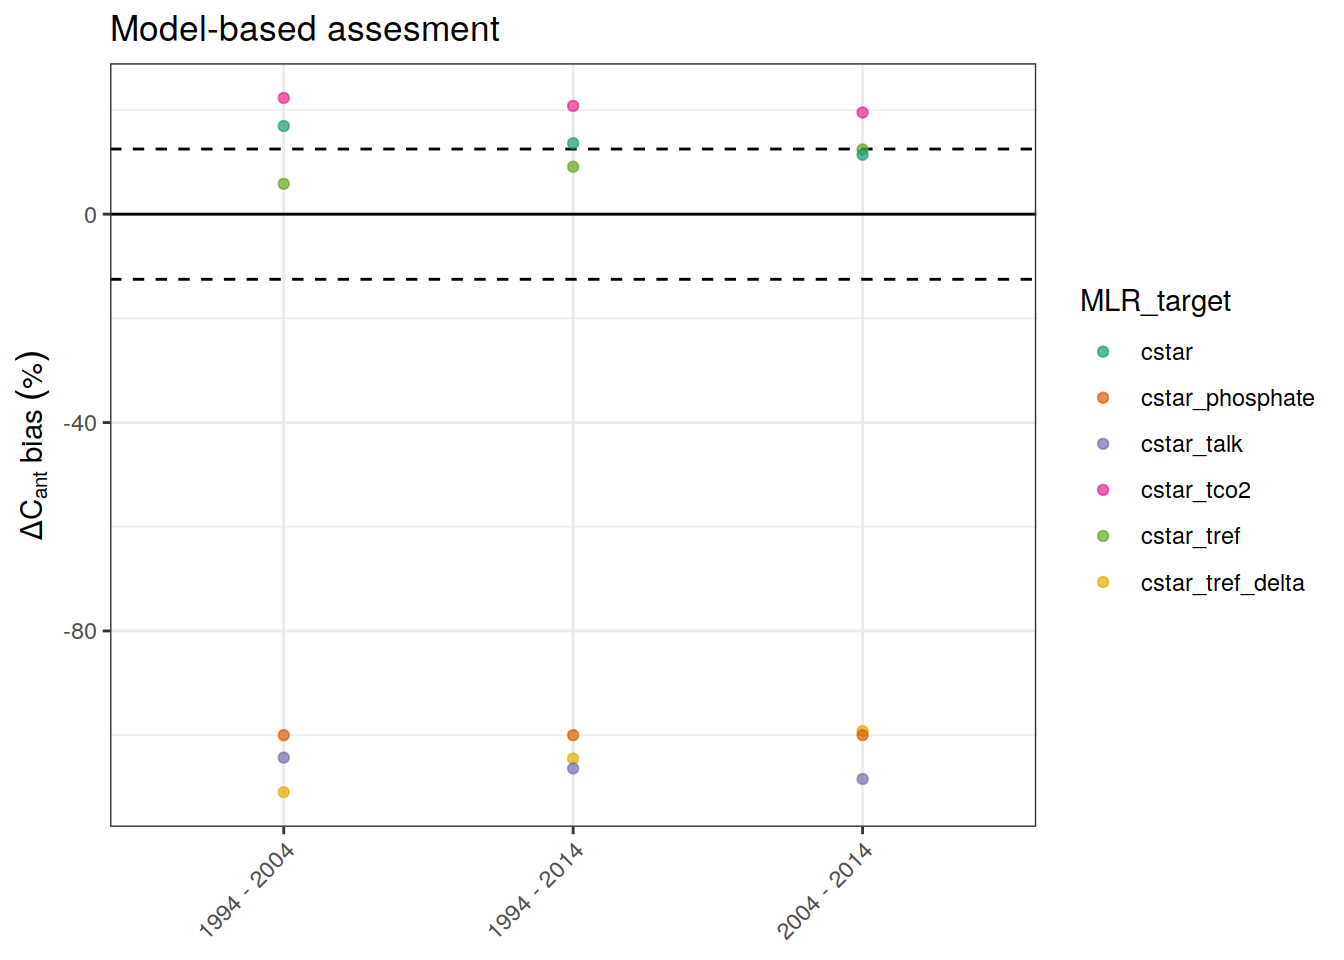 Model-based assesment
ΔCant bias (%)
0
-40
-80
1994 - 2004
1994 - 2014
2004 - 2014
MLR_target
cstar
cstar_phosphate
cstar_talk
cstar_tco2
cstar_tref
cstar_tref_delta